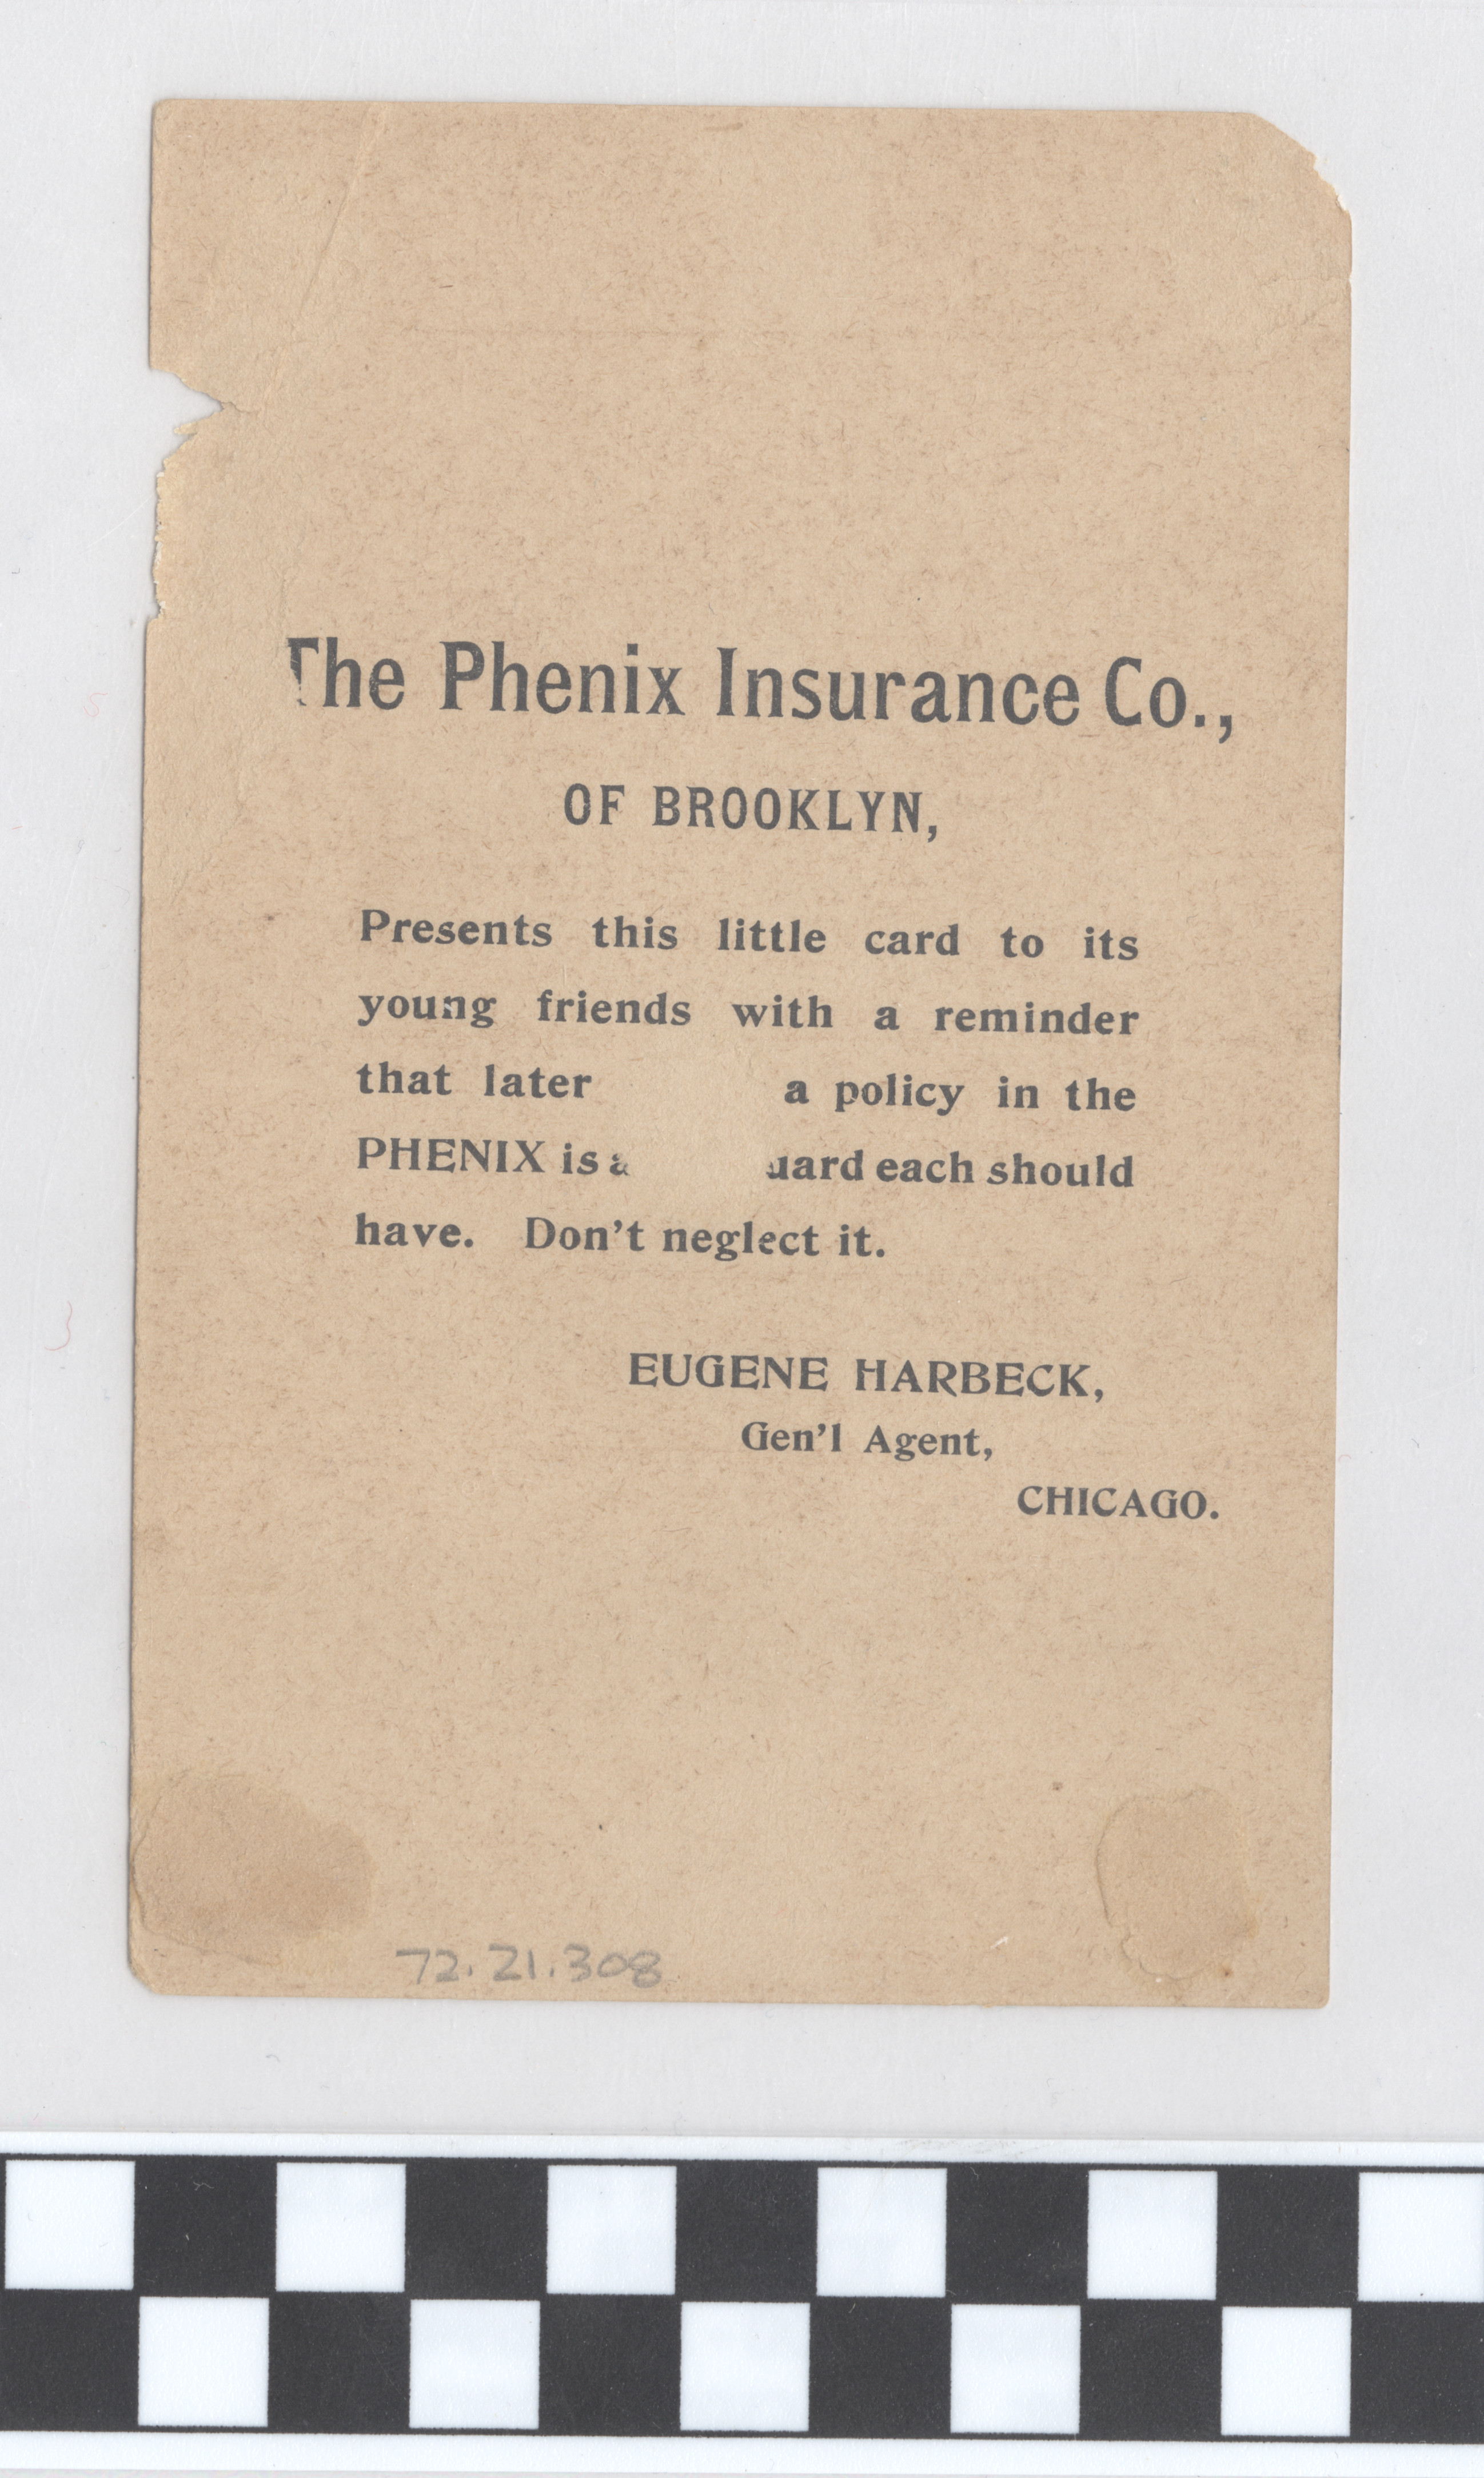 The Phenix Insurance Co.,
OF BROOKLYN,
Presents this little card to its
young friends with a reminder
that later a policy in the
PHENIX is a uard each should
have. Don't neglect it.
EUGENE HARBECK,
Gen'l Agent,
CHICAGO.
72.21.308